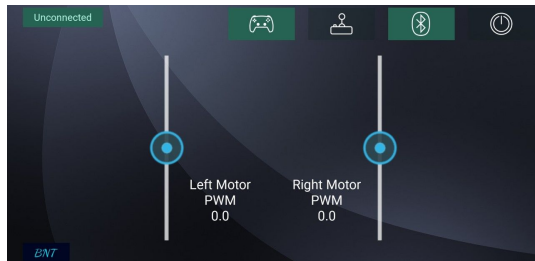 Unconnected
Left Motor
PWM
0.0
Right Motor
PWM
0.0
BNT